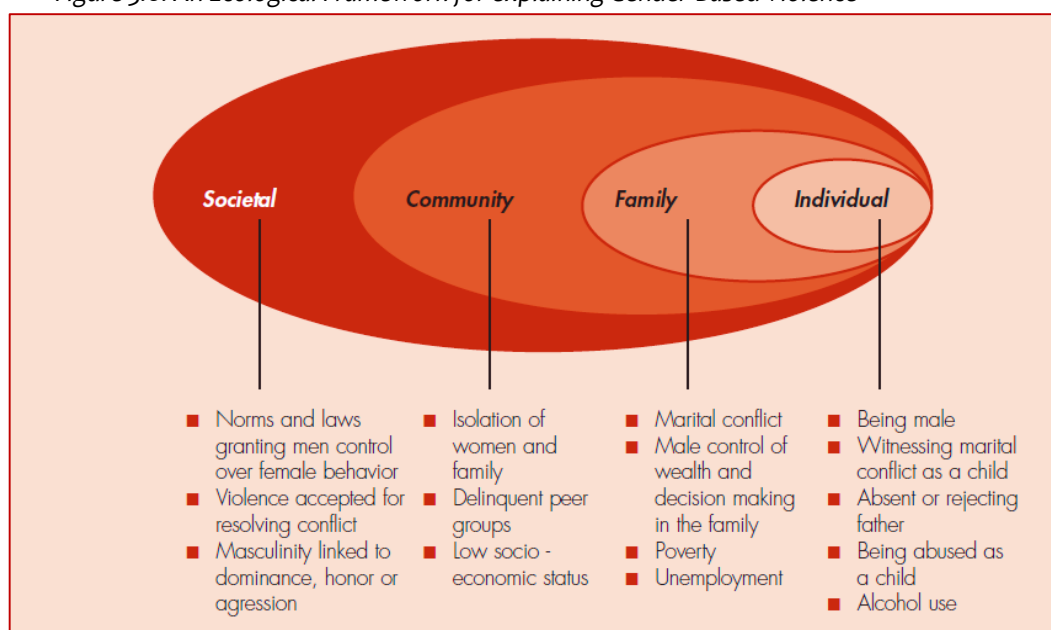 Societal
Community
Family
Individual
■ Norms and laws
granting men control
over female behavior
■ Violence accepted for
resolving conflict
■ Masculinity linked to
dominance, honor or
agression
■ Isolation of
women and
family
■ Delinquent peer
groups
■ Low socio -
economic status
■ Marital conflict
■ Male control of
wealth and
decision making
in the family
■ Poverty
■ Unemployment
■ Being male
■ Witnessing marital
conflict as a child
■ Absent or rejecting
father
■ Being abused as
a child
■ Alcohol use